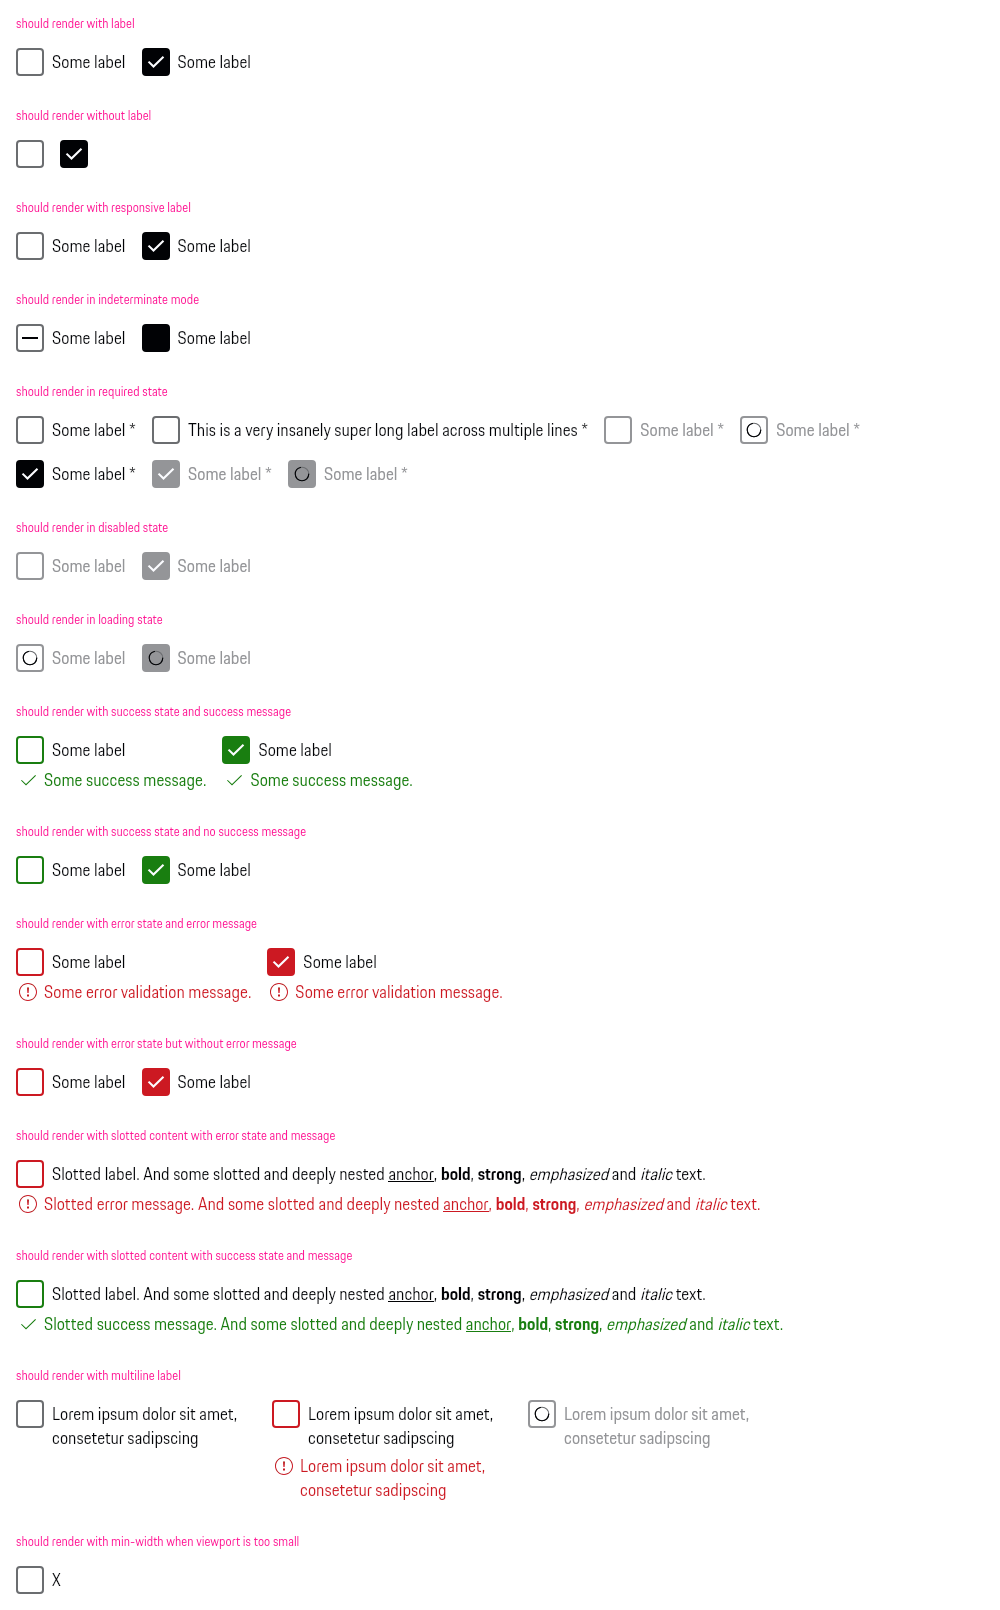 should render with label
Some label Some label
should render without label
should render with responsive label
Some label Some label
should render in indeterminate mode
Some label Some label
should render in required state
Some label * This is a very insanely super long label across multiple lines * Some label * Some label *
Some label * Some label * Some label *
should render in disabled state
Some label Some label
should render in loading state
Some label Some label
should render with success state and success message
Some label Some label
Some success message. Some success message.
should render with success state and no success message
Some label Some label
should render with error state and error message
Some label Some label
Some error validation message. Some error validation message.
should render with error state but without error message
Some label Some label
should render with slotted content with error state and message
Slotted label. And some slotted and deeply nested anchor, bold, strong, emphasized and italic text.
Slotted error message. And some slotted and deeply nested anchor, bold, strong, emphasized and italic text.
should render with slotted content with success state and message
Slotted label. And some slotted and deeply nested anchor, bold, strong, emphasized and italic text.
Slotted success message. And some slotted and deeply nested anchor, bold, strong, emphasized and italic text.
should render with multiline label
Lorem ipsum dolor sit amet, Lorem ipsum dolor sit amet, Lorem ipsum dolor sit amet,
consetetur sadipscing consetetur sadipscing consetetur sadipscing
Lorem ipsum dolor sit amet,
consetetur sadipscing
should render with min-width when viewport is too small
X